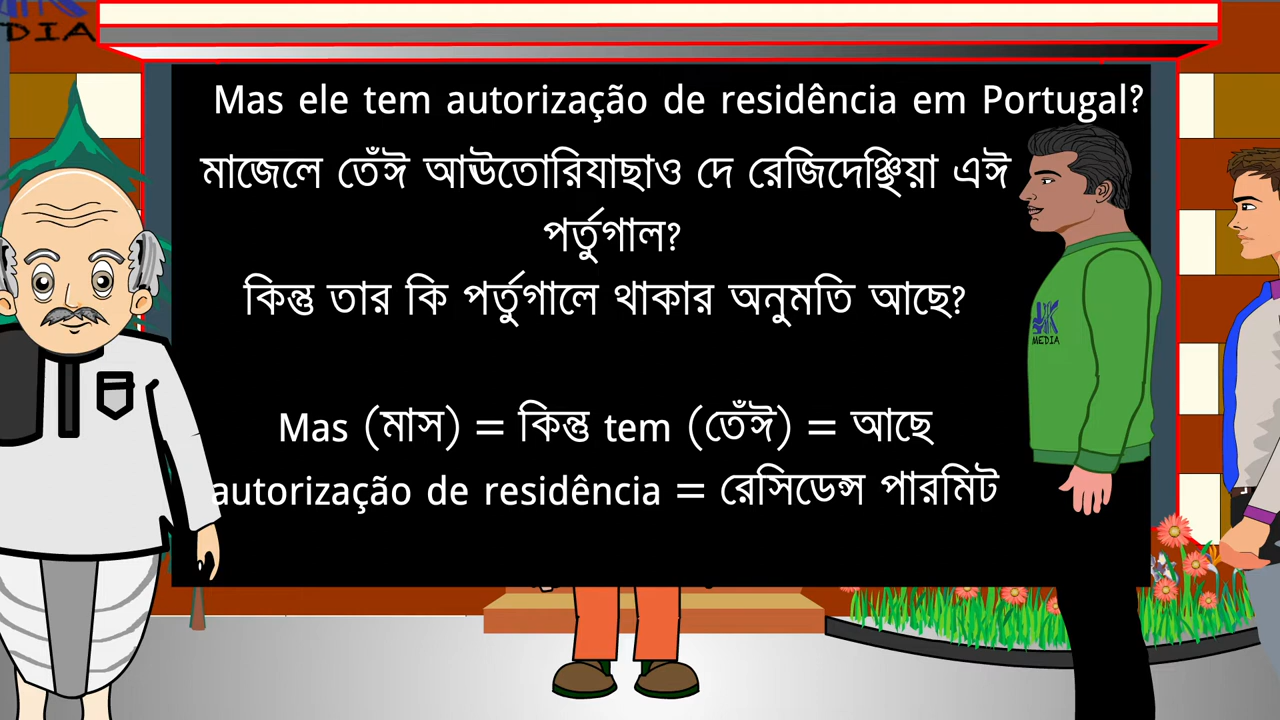 DIA
Mas ele tem autorização de residência em Portugal?
মাজেলে তেঁঈ আঊতোরিযাছাও দে রেজিদেঞ্ছিয়া এঈ
পর্তুগাল?
কিন্তু তার কি পর্তুগালে থাকার অনুমতি আছে?
Mas (মাস) = কিন্তু tem (তেঁঈ) = আছে
autorização de residência = রেসিডেন্স পারমিট
MEDIA